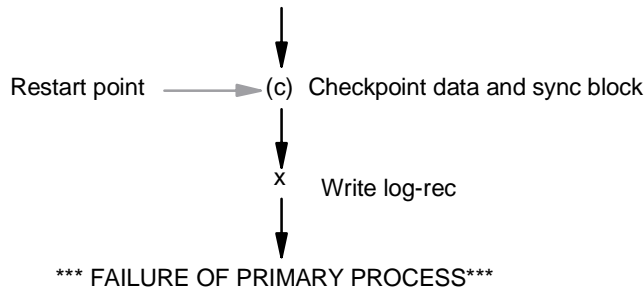 Restart point (c) Checkpoint data and sync block
x Write log-rec
*** FAILURE OF PRIMARY PROCESS***